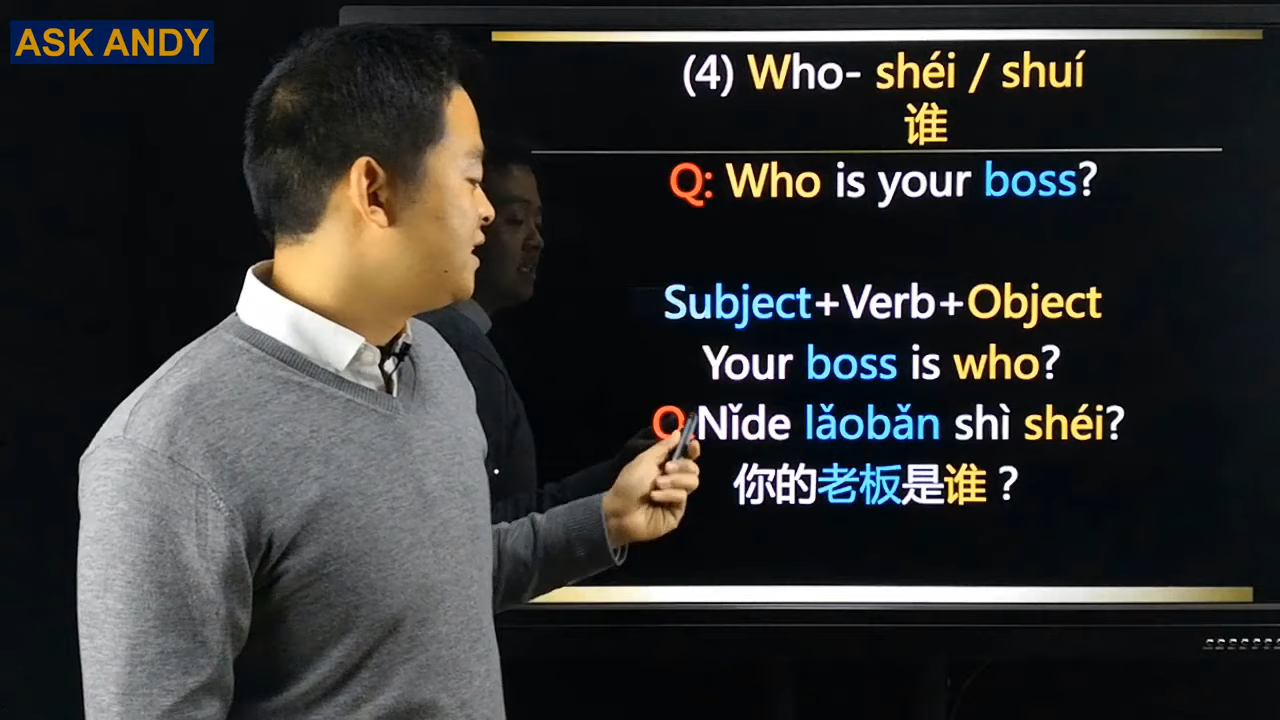 ASK ANDY
(4) Who- shéi / shuí
谁
Q: Who is your boss?
Subject+Verb+Object
Your boss is who?
Q:Nǐde lǎobǎn shì shéi?
你的老板是谁？